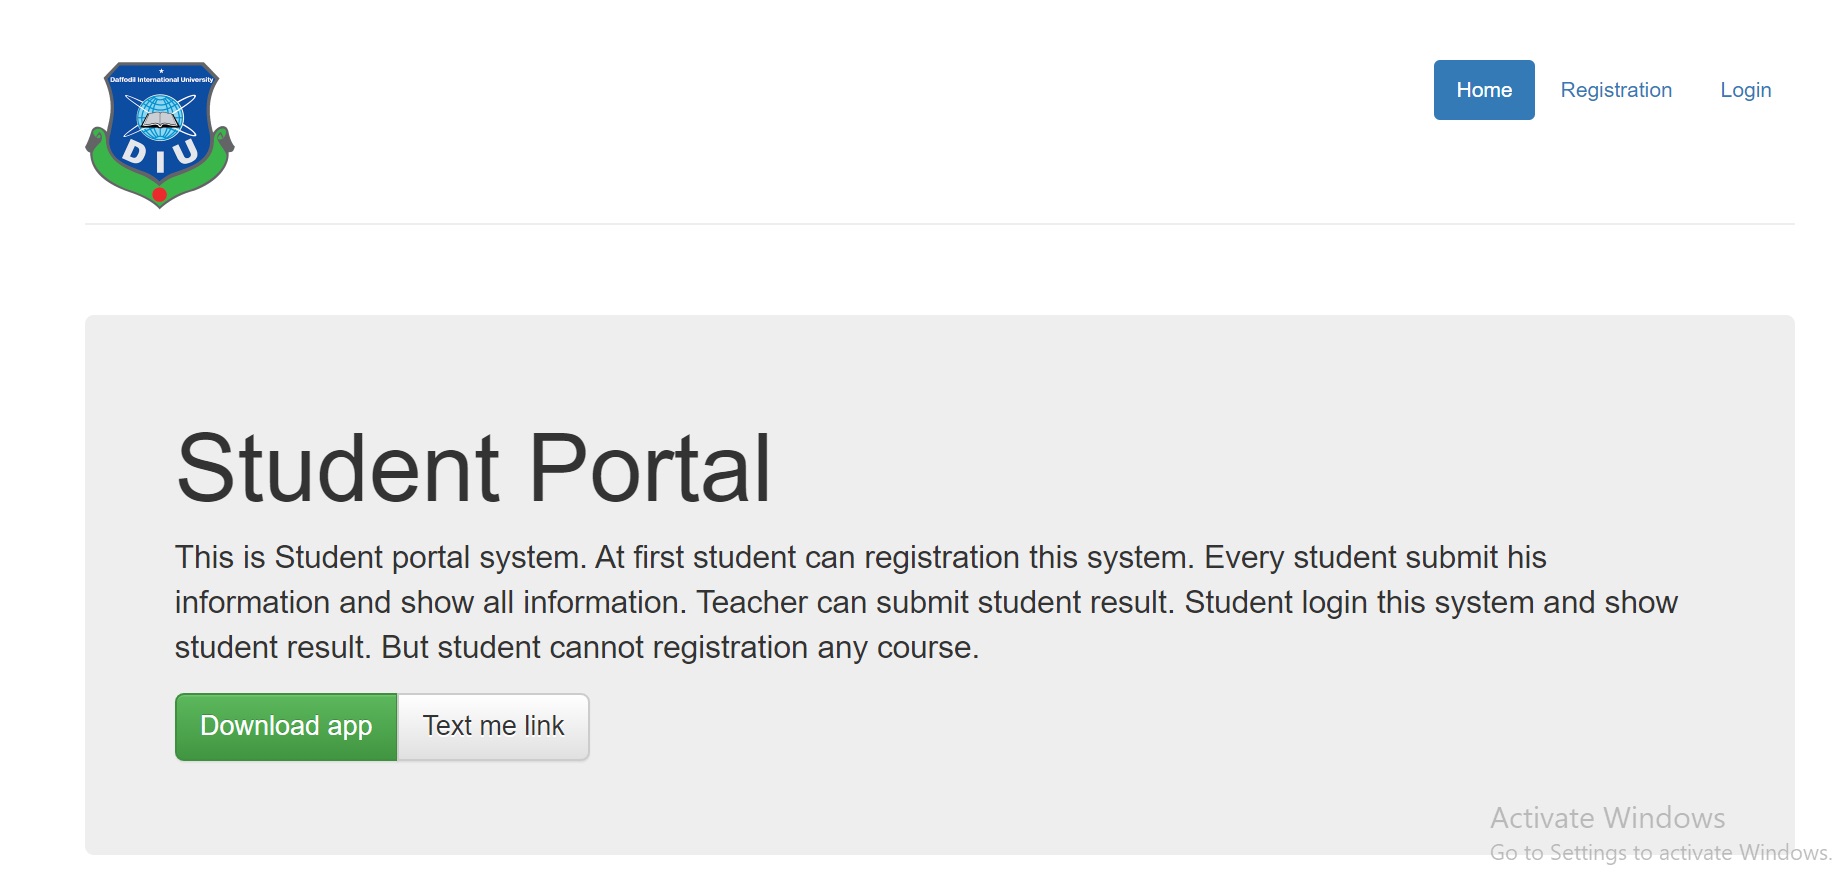 Daffodil International University
DIU
Home Registration Login
Student Portal
This is Student portal system. At first student can registration this system. Every student submit his
information and show all information. Teacher can submit student result. Student login this system and show
student result. But student cannot registration any course.
Download app Text me link
Activate Windows
Go to Settings to activate Windows.